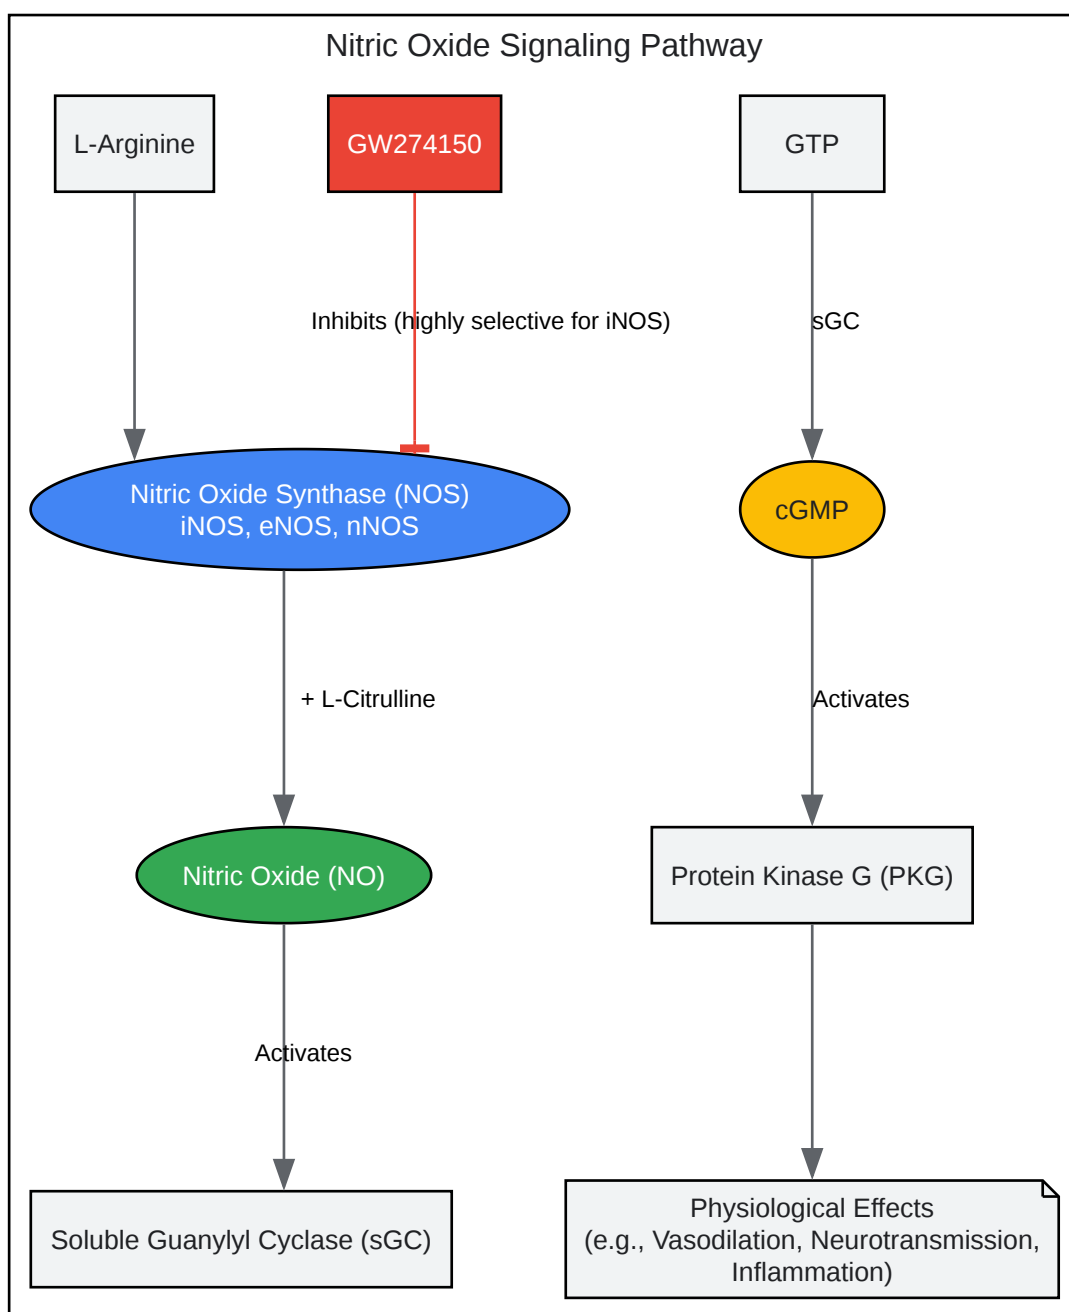 Nitric Oxide Signaling Pathway
L-Arginine
GW274150
GTP
Inhibits (highly selective for iNOS)
sGC
Nitric Oxide Synthase (NOS)
iNOS, eNOS, nNOS
cGMP
+ L-Citrulline
Activates
Nitric Oxide (NO)
Protein Kinase G (PKG)
Activates
Soluble Guanylyl Cyclase (sGC)
Physiological Effects
(e.g., Vasodilation, Neurotransmission,
Inflammation)